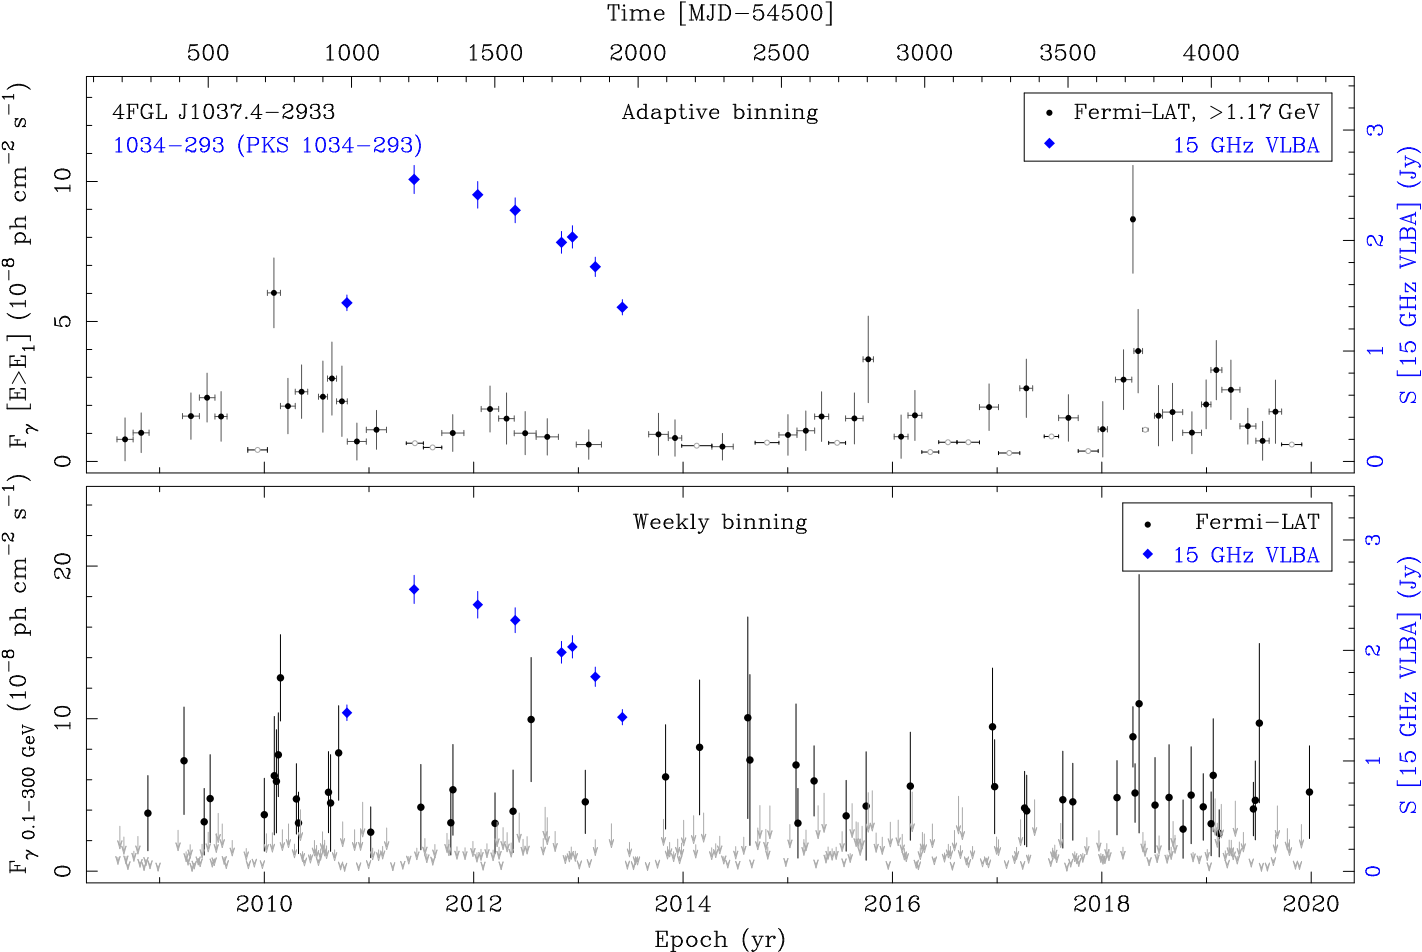 Time [MJD−54500]
500 1000 1500 2000 2500 3000 3500 4000
4FGL J1037.4−2933
1034−293 (PKS 1034−293)
Adaptive binning
Fermi−LAT, >1.17 GeV
15 GHz VLBA
F_γ [E>E_1] (10^−8 ph cm^−2 s^−1)
10
5
0
S [15 GHz VLBA] (Jy)
3
2
1
0
Weekly binning
Fermi−LAT
15 GHz VLBA
F_γ 0.1−300 GeV (10^−8 ph cm^−2 s^−1)
20
10
0
S [15 GHz VLBA] (Jy)
3
2
1
0
2010 2012 2014 2016 2018 2020
Epoch (yr)